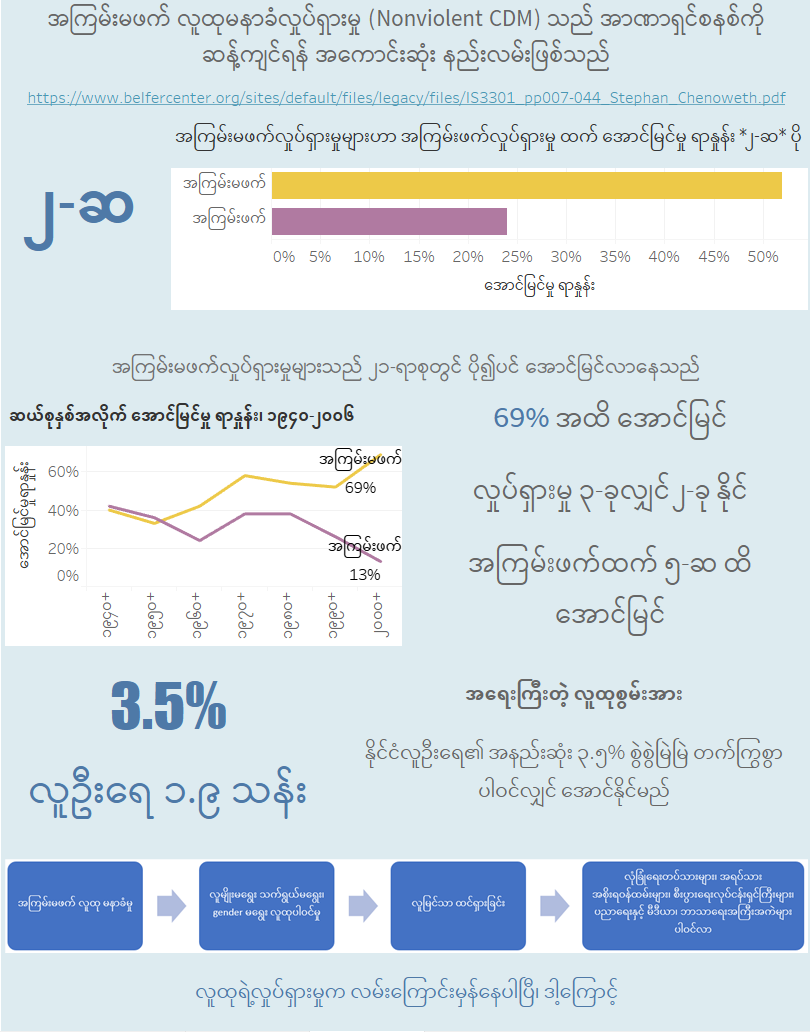 အကြမ်းမဖက် လူထုမနာခံလှုပ်ရှားမှု (Nonviolent CDM) သည် အာဏာရှင်စနစ်ကို
ဆန့်ကျင်ရန် အကောင်းဆုံး နည်းလမ်းဖြစ်သည်
https://www.belfercenter.org/sites/default/files/legacy/files/IS3301_pp007-044_Stephan_Chenoweth.pdf
အကြမ်းမဖက်လှုပ်ရှားမှုများဟာ အကြမ်းဖက်လှုပ်ရှားမှု ထက် အောင်မြင်မှု ရာနှုန်း *၂-ဆ* ပို
၂-ဆ
အကြမ်းမဖက်
အကြမ်းဖက်
0% 5% 10% 15% 20% 25% 30% 35% 40% 45% 50%
အောင်မြင်မှု ရာနှုန်း
အကြမ်းမဖက်လှုပ်ရှားမှုများသည် ၂၁-ရာစုတွင် ပို၍ပင် အောင်မြင်လာနေသည်
ဆယ်စုနှစ်အလိုက် အောင်မြင်မှု ရာနှုန်း၊ ၁၉၄၀-၂၀၀၆
အောင်မြင်မှုရာနှုန်း
60%
40%
20%
0%
အကြမ်းမဖက်
69%
အကြမ်းဖက်
13%
၁၉၄၀+ ၁၉၅၀+ ၁၉၆၀+ ၁၉၇၀+ ၁၉၈၀+ ၁၉၉၀+ ၂၀၀၀+
69% အထိ အောင်မြင်
လှုပ်ရှားမှု ၃-ခုလျှင်၂-ခု နိုင်
အကြမ်းဖက်ထက် ၅-ဆ ထိ
အောင်မြင်
3.5%
လူဦးရေ ၁.၉ သန်း
အရေးကြီးတဲ့ လူထုစွမ်းအား
နိုင်ငံလူဦးရေ၏ အနည်းဆုံး ၃.၅% စွဲစွဲမြဲမြဲ တက်ကြွစွာ
ပါဝင်လျှင် အောင်နိုင်မည်
အကြမ်းမဖက် လူထု မနာခံမှု
လူမျိုးမရွေး သက်ရွယ်မရွေး၊
gender မရွေး လူထုပါဝင်မှု
လူမြင်သာ ထင်ရှားခြင်း
လုံခြုံရေးတပ်သားများ၊ အရပ်သား
အစိုးရဝန်ထမ်းများ၊ စီးပွားရေးလုပ်ငန်းရှင်ကြီးများ၊
ပညာရေးနှင့် မီဒီယာ၊ ဘာသာရေးအကြီးအကဲများ
ပါဝင်လာ
လူထုရဲ့လှုပ်ရှားမှုက လမ်းကြောင်းမှန်နေပါပြီ၊ ဒါ့ကြောင့်